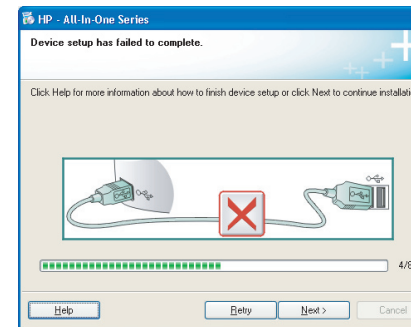 HP - All-In-One Series
Device setup has failed to complete.
Click Help for more information about how to finish device setup or click Next to continue
4/8
Help
Retry
Next >
Cancel